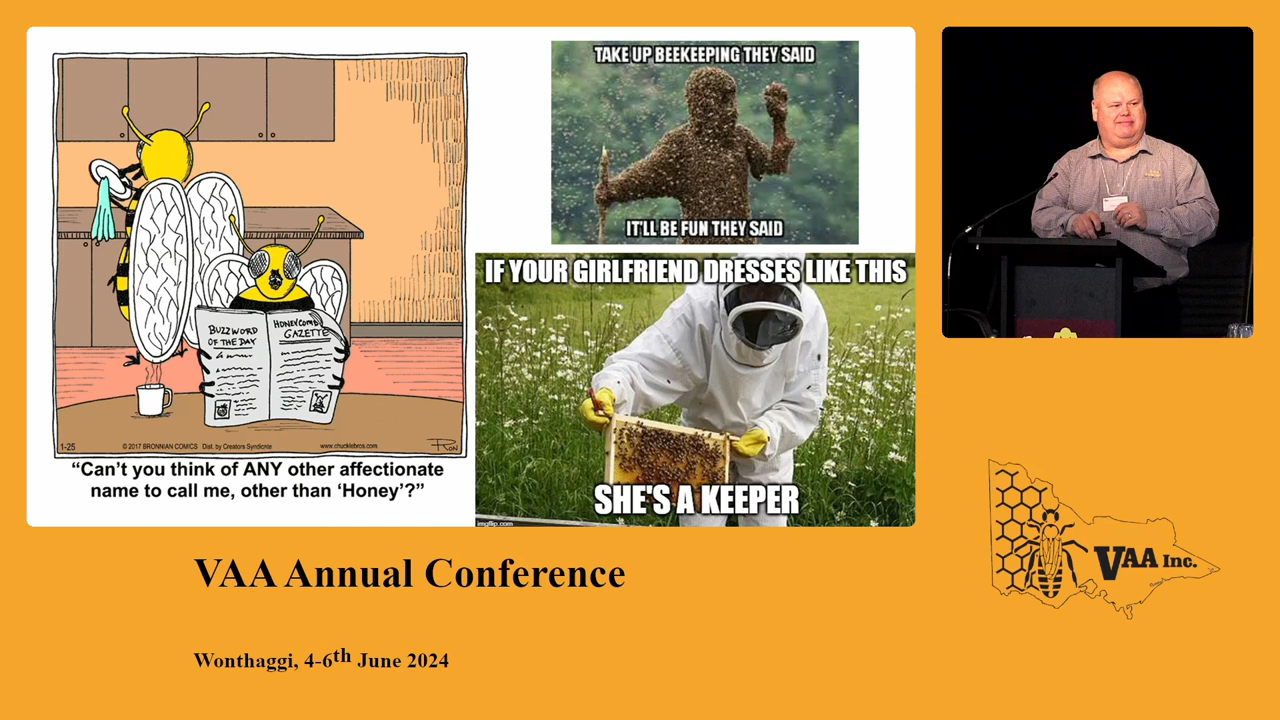 BUZZWORD
OF THE DAY
HONEYCOMB
GAZETTE
1-25
© 2017 BRONNIAN COMICS Dist. by Creators Syndicate
www.chucklebros.com
RON
“Can’t you think of ANY other affectionate
name to call me, other than ‘Honey’?”
TAKE UP BEEKEEPING THEY SAID
IT'LL BE FUN THEY SAID
IF YOUR GIRLFRIEND DRESSES LIKE THIS
SHE'S A KEEPER
imgflip.com
VAA Annual Conference
Wonthaggi, 4-6th June 2024
VAA Inc.